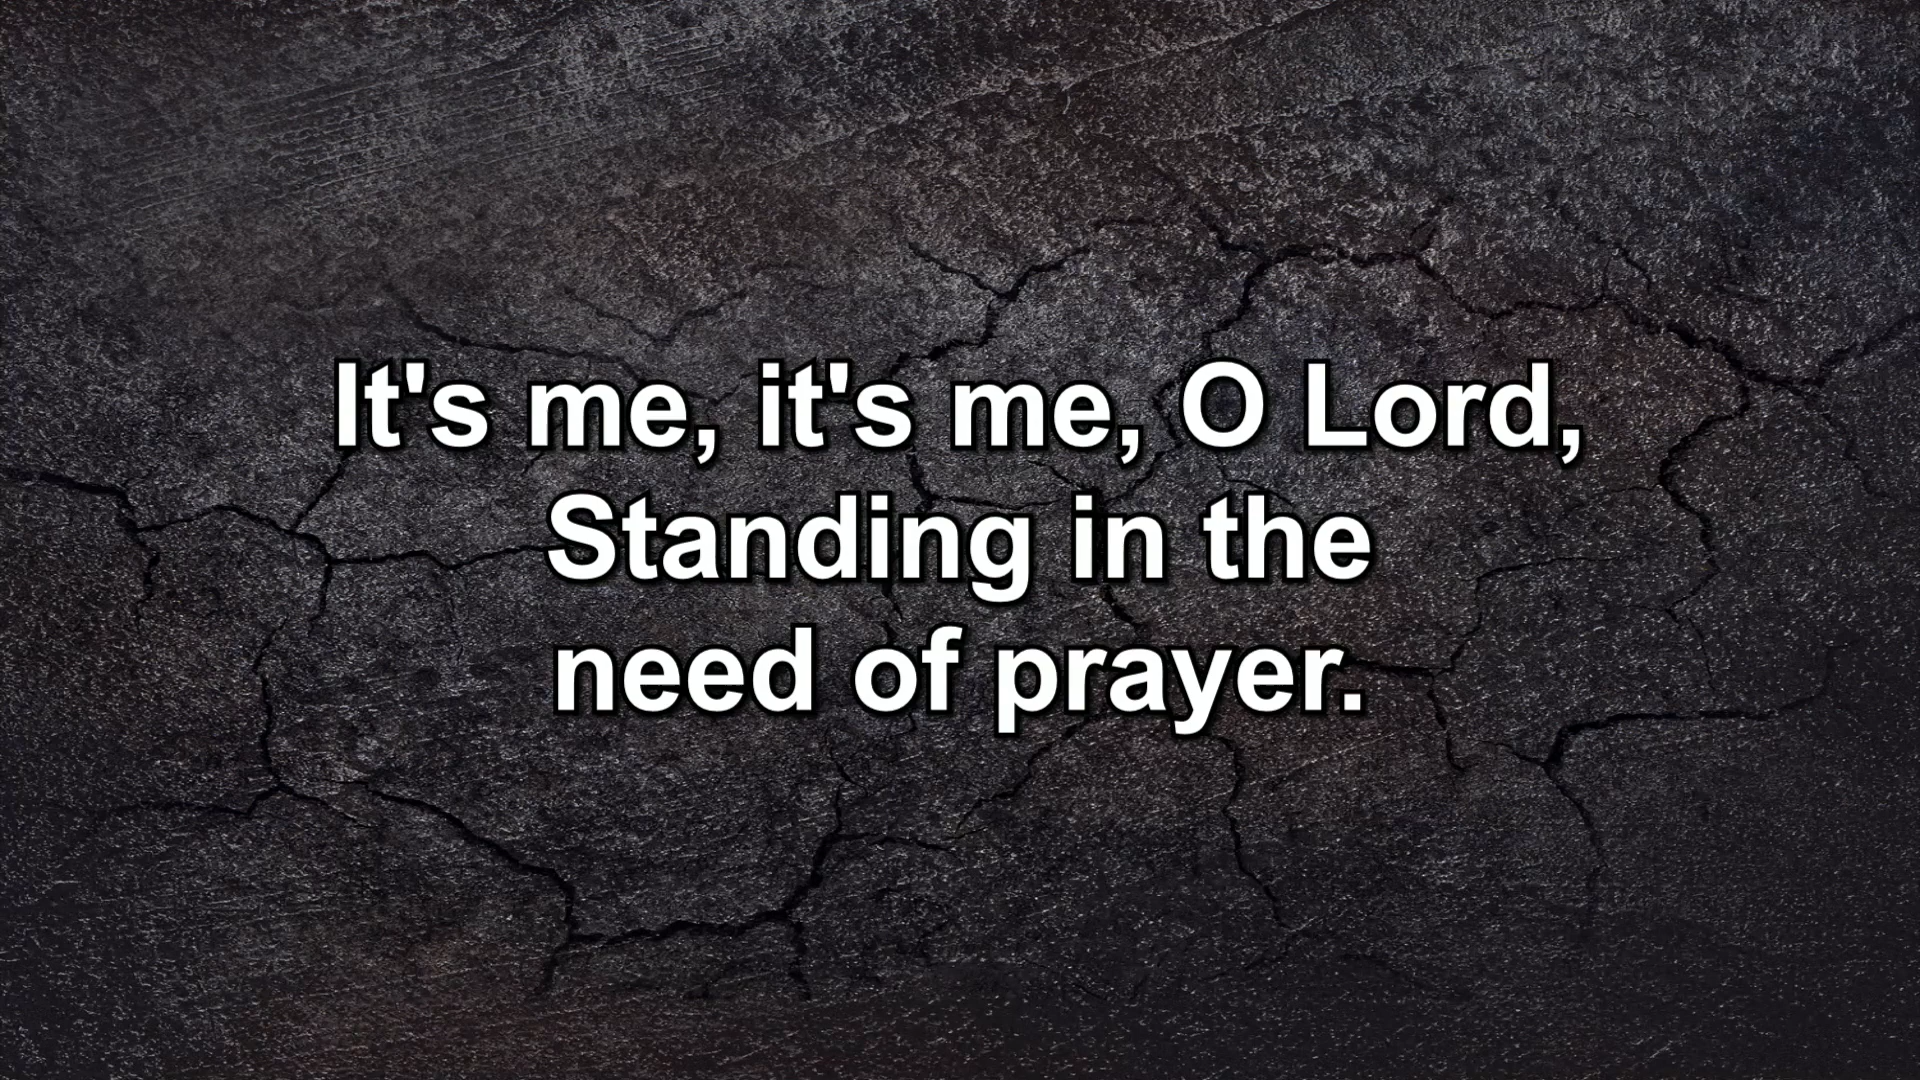 It's me, it's me, O Lord,
Standing in the
need of prayer.